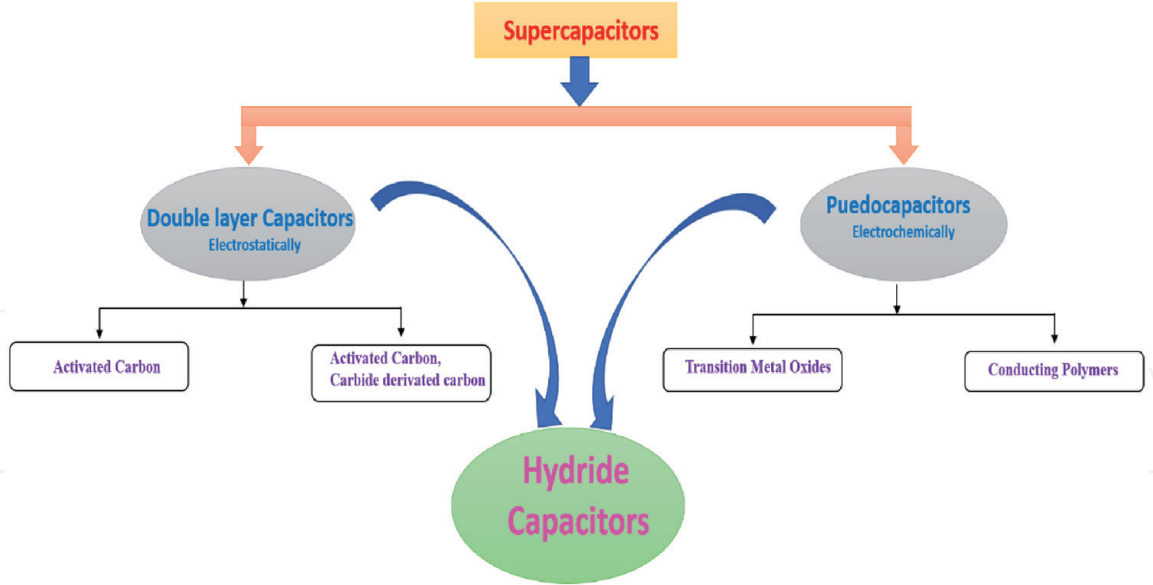 Supercapacitors
Double layer Capacitors
Electrostatically
Puedocapacitors
Electrochemically
Activated Carbon
Activated Carbon,
Carbide derivated carbon
Transition Metal Oxides
Conducting Polymers
Hydride
Capacitors